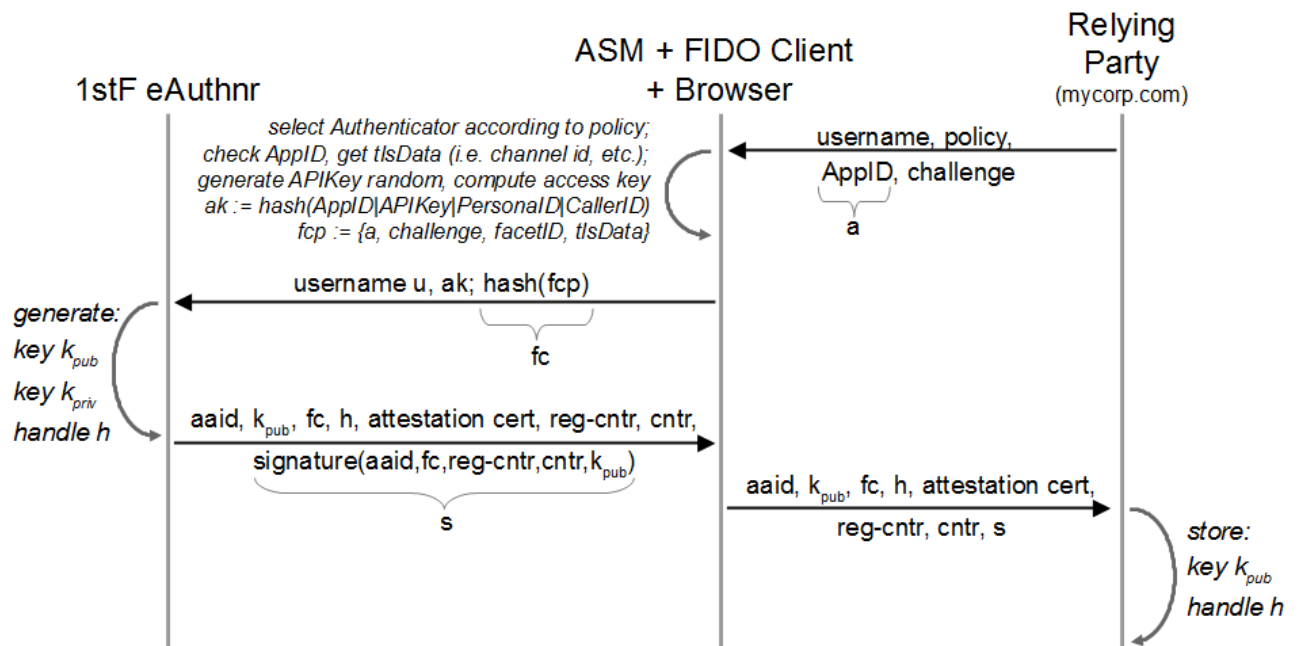 1stF eAuthnr
ASM + FIDO Client
+ Browser
Relying
Party
(mycorp.com)
select Authenticator according to policy;
check AppID, get tlsData (i.e. channel id, etc.);
generate APIKey random, compute access key
ak := hash(AppID|APIKey|PersonaID|CallerID)
fcp := {a, challenge, facetID, tlsData}
username, policy,
AppID, challenge
a
username u, ak; hash(fcp)
fc
generate:
key kpub
key kpriv
handle h
aaid, kpub, fc, h, attestation cert, reg-cntr, cntr,
signature(aaid,fc,reg-cntr,cntr,kpub)
s
aaid, kpub, fc, h, attestation cert,
reg-cntr, cntr, s
store:
key kpub
handle h